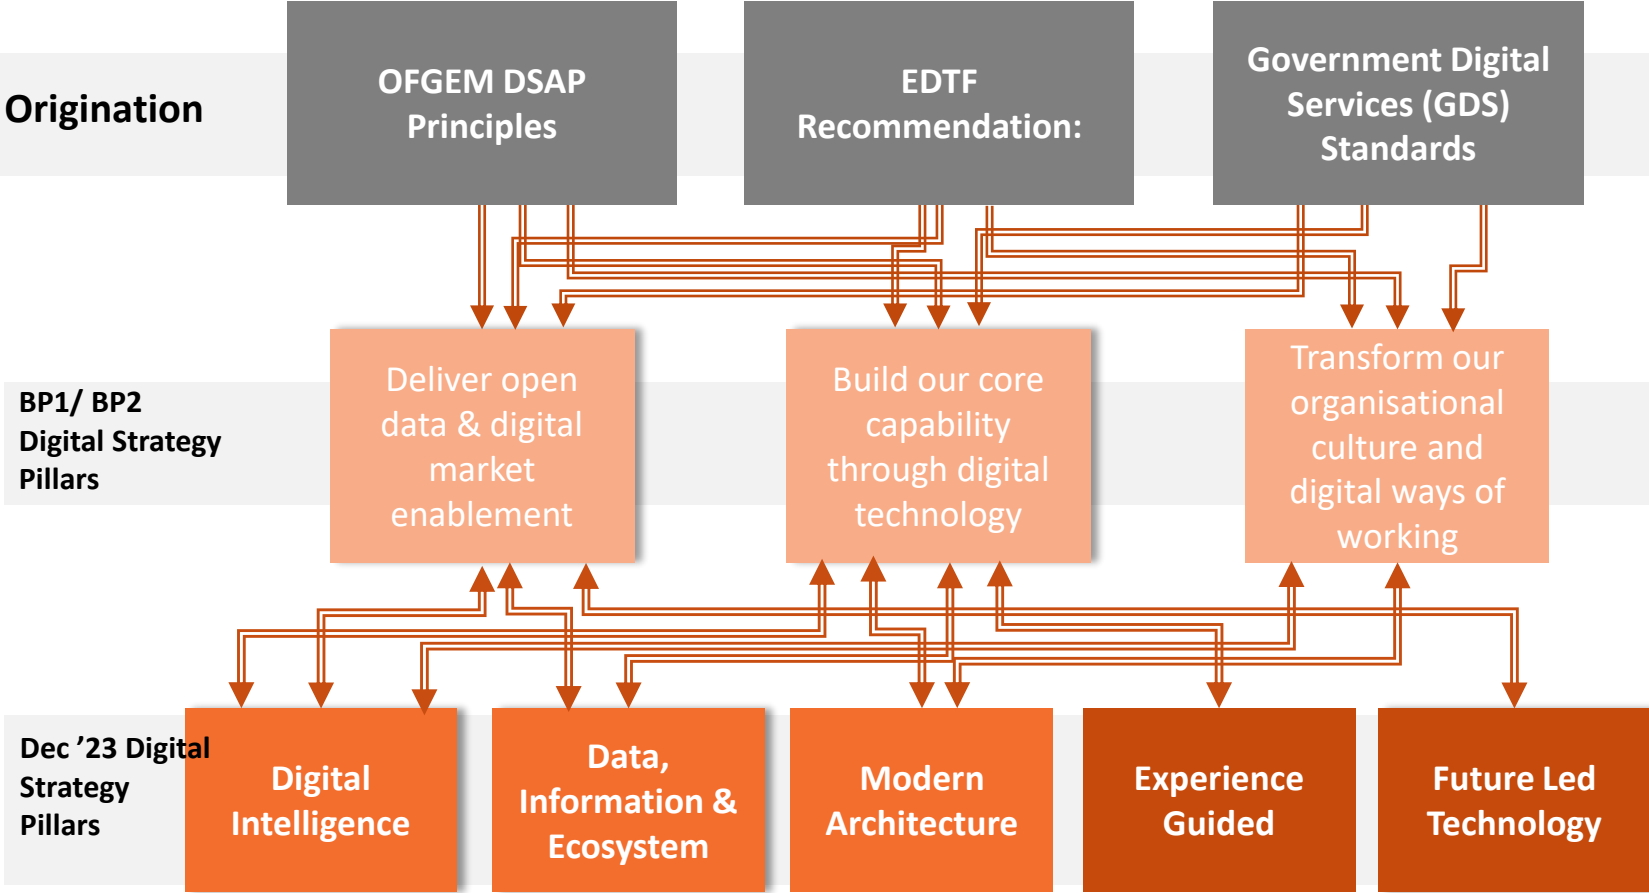 Origination
OFGEM DSAP
Principles
EDTF
Recommendation:
Government Digital
Services (GDS)
Standards
BP1/ BP2
Digital Strategy
Pillars
Deliver open
data & digital
market
enablement
Build our core
capability
through digital
technology
Transform our
organisational
culture and
digital ways of
working
Dec ’23 Digital
Strategy
Pillars
Digital
Intelligence
Data,
Information &
Ecosystem
Modern
Architecture
Experience
Guided
Future Led
Technology